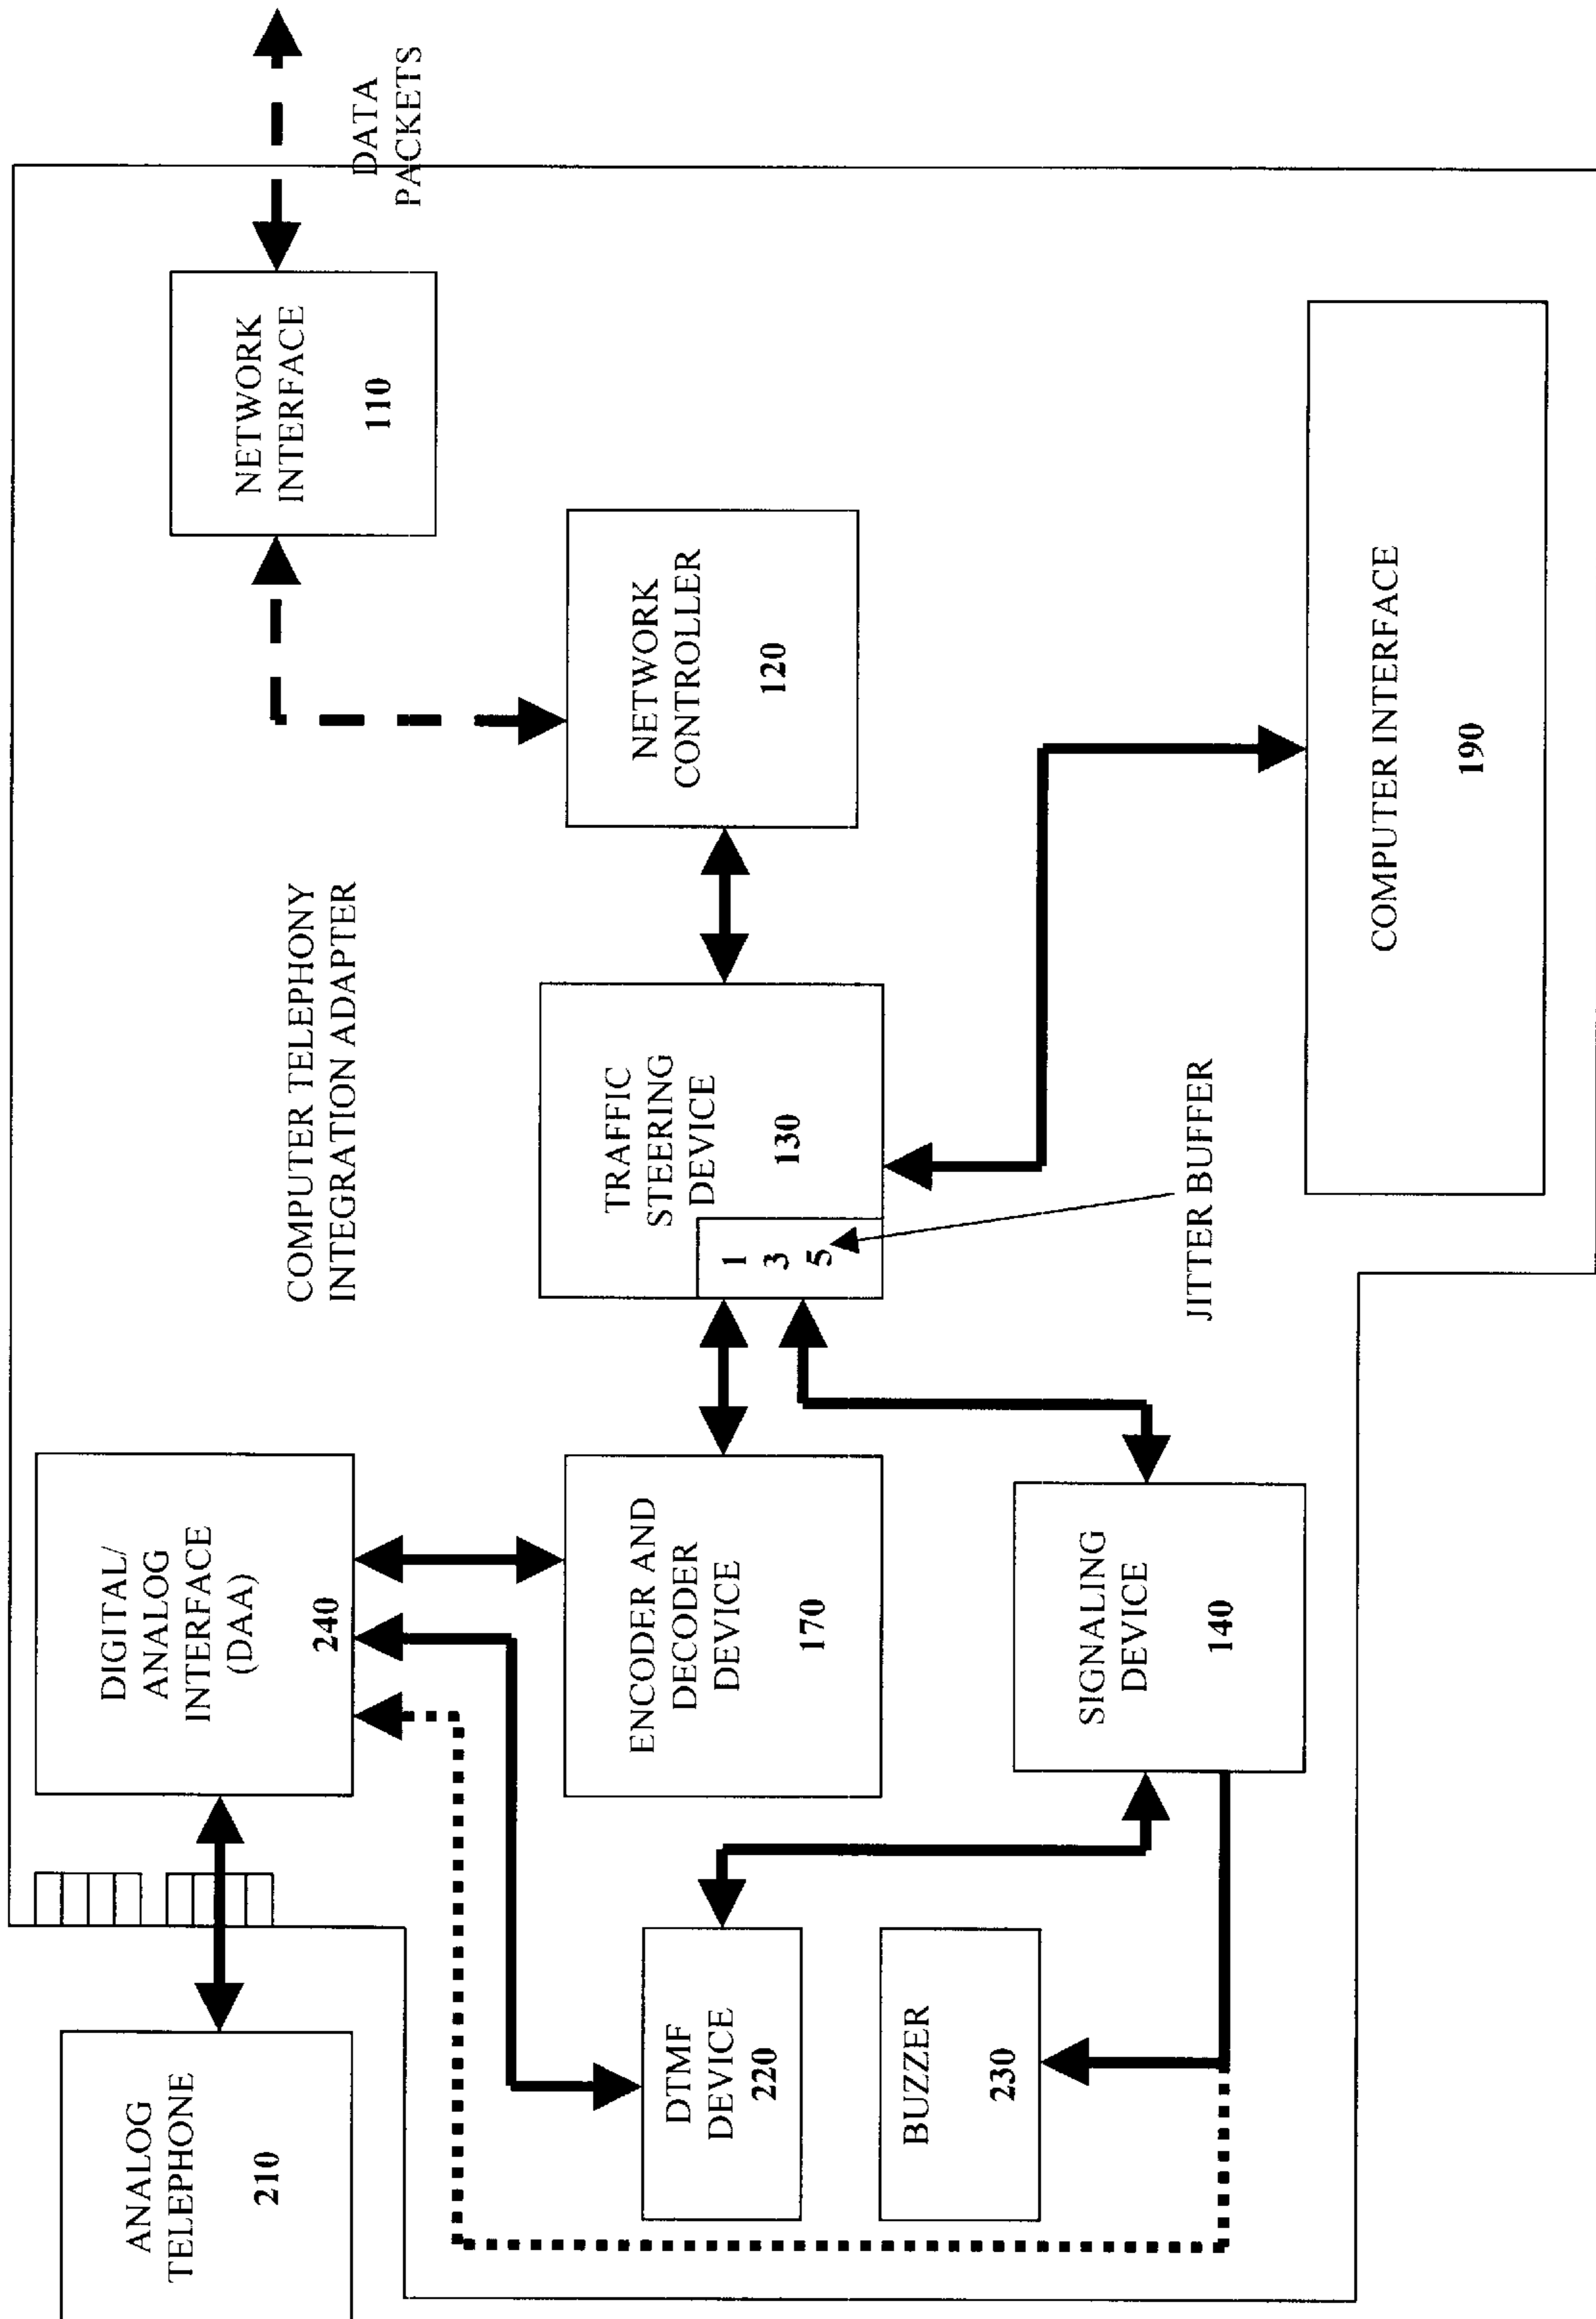 ANALOG
TELEPHONE
210
DIGITAL/
ANALOG
INTERFACE
(DAA)
240
COMPUTER TELEPHONY
INTEGRATION ADAPTER
NETWORK
INTERFACE
110
DATA
PACKETS
DTMF
DEVICE
220
ENCODER AND
DECODER
DEVICE
170
TRAFFIC
STEERING
DEVICE
130
1
3
5
NETWORK
CONTROLLER
120
BUZZER
230
SIGNALING
DEVICE
140
JITTER BUFFER
COMPUTER INTERFACE
190